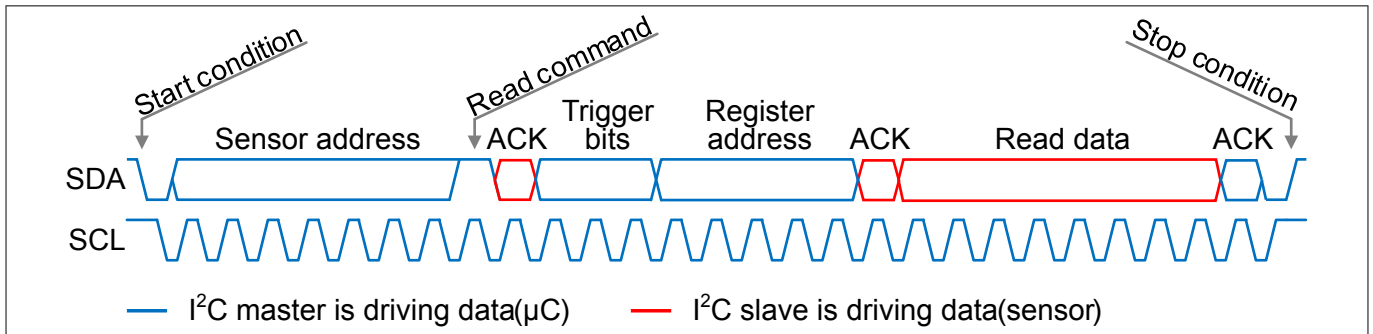 Start condition
Read command
Stop condition
Sensor address
ACK
Trigger bits
Register address
ACK
Read data
ACK
SDA
SCL
I²C master is driving data(µC)
I²C slave is driving data(sensor)